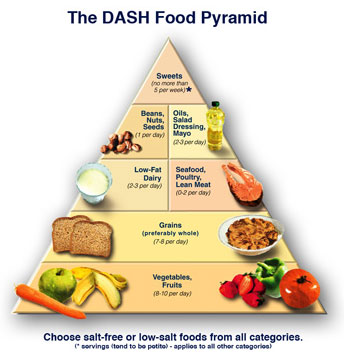 The DASH Food Pyramid
Sweets
(no more than
5 per week)★
Beans,
Nuts,
Seeds
(1 per day)
Oils,
Salad
Dressing,
Mayo
(2-3 per day)
Low-Fat
Dairy
(2-3 per day)
Seafood,
Poultry,
Lean Meat
(0-2 per day)
Grains
(preferably whole)
(7-8 per day)
Vegetables,
Fruits
(8-10 per day)
Choose salt-free or low-salt foods from all categories.
(* servings (tend to be petite) - applies to all other categories)